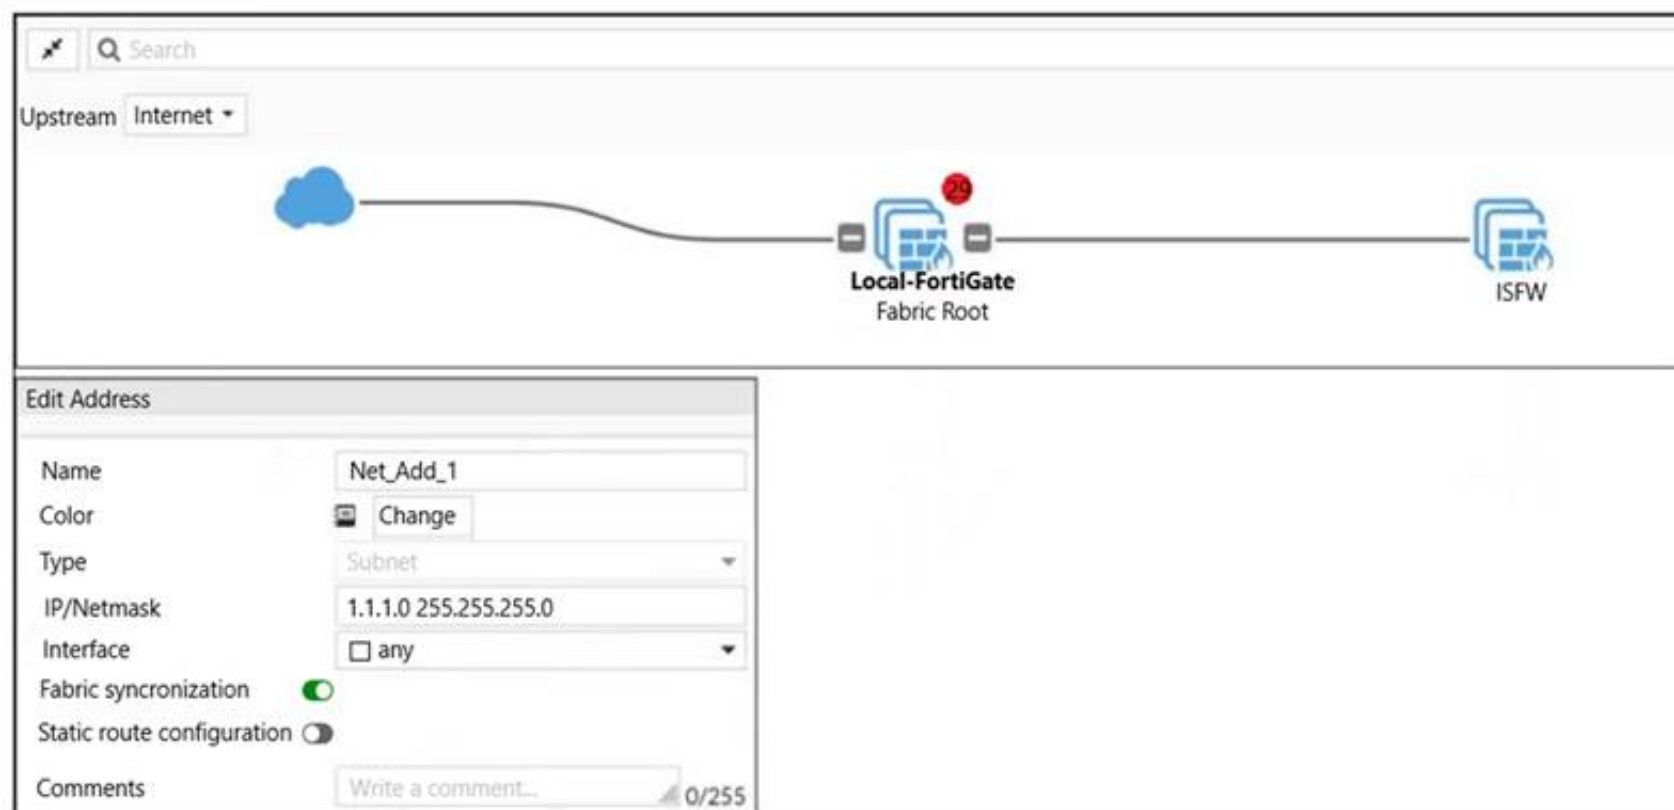 Search
Upstream Internet
29
Local-FortiGate
Fabric Root
ISFW
Edit Address
Name Net_Add_1
Color Change
Type Subnet
IP/Netmask 1.1.1.0 255.255.255.0
Interface any
Fabric syncronization
Static route configuration
Comments Write a comment... 0/255